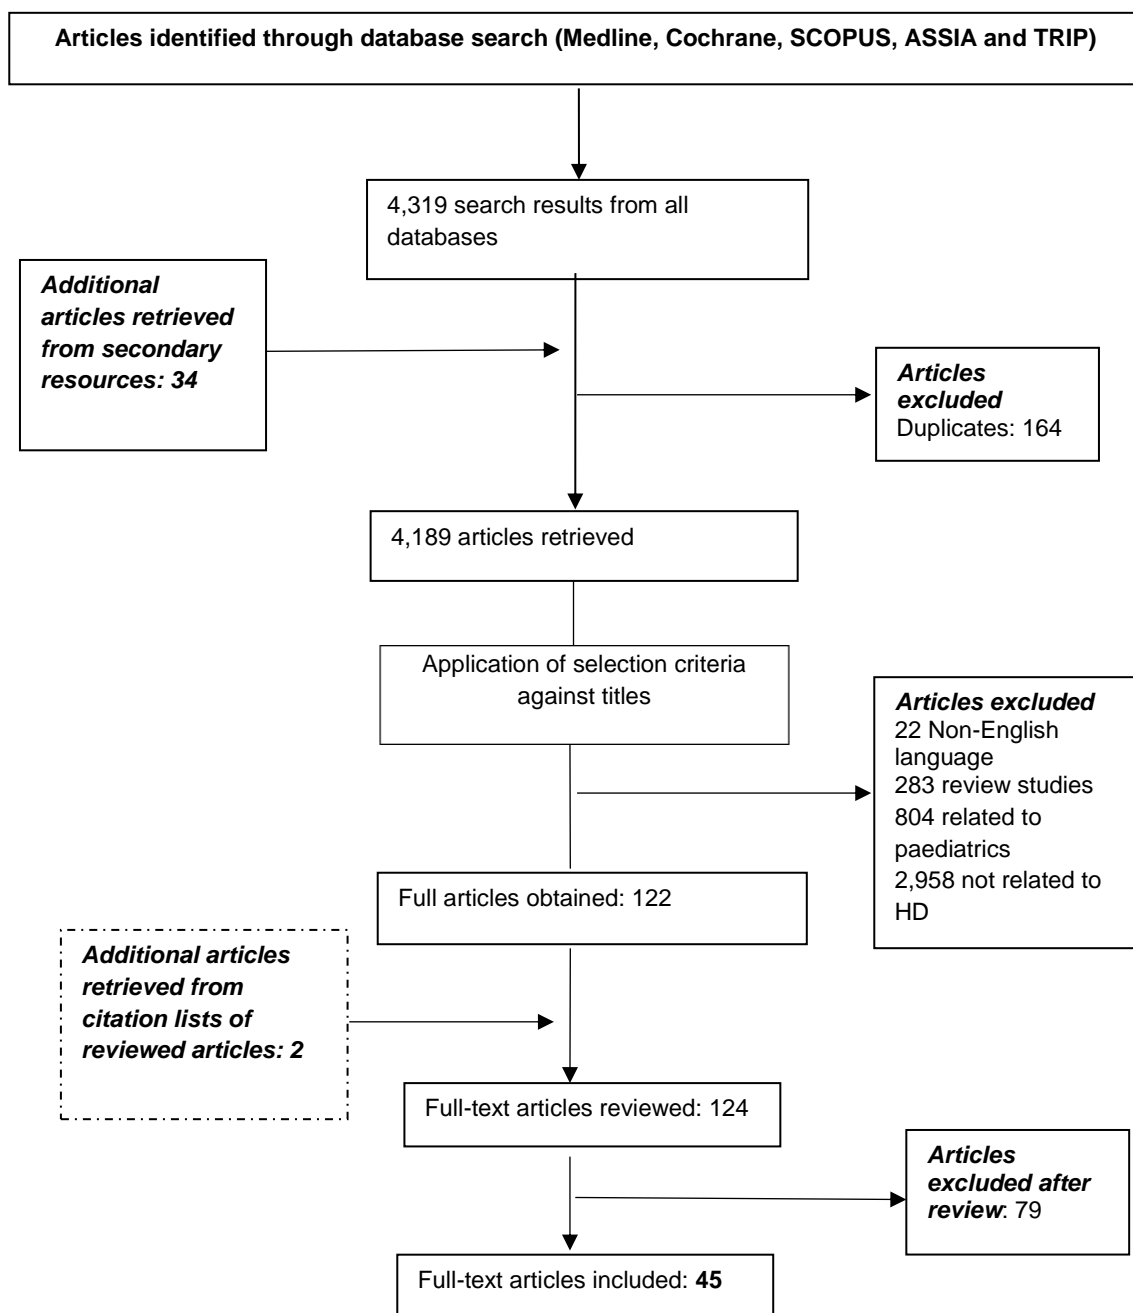 Articles identified through database search (Medline, Cochrane, SCOPUS, ASSIA and TRIP)
4,319 search results from all
databases
Additional
articles retrieved
from secondary
resources: 34
Articles
excluded
Duplicates: 164
4,189 articles retrieved
Application of selection criteria
against titles
Articles excluded
22 Non-English
language
283 review studies
804 related to
paediatrics
2,958 not related to
HD
Full articles obtained: 122
Additional articles
retrieved from
citation lists of
reviewed articles: 2
Full-text articles reviewed: 124
Articles
excluded after
review: 79
Full-text articles included: 45